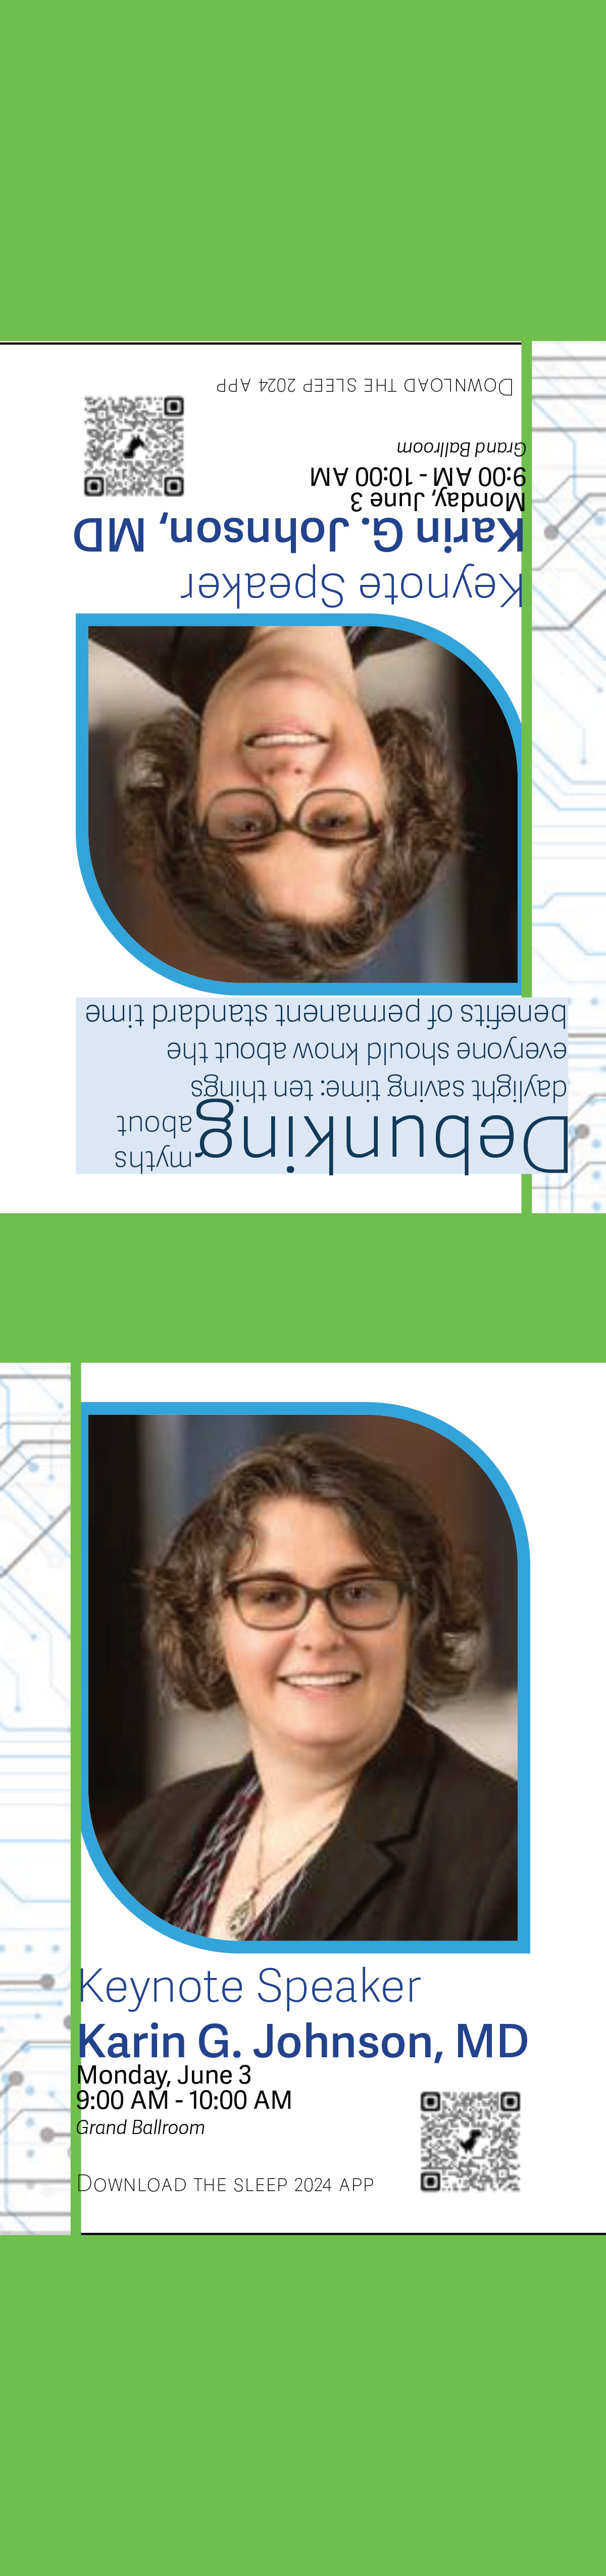 Debunking myths about
daylight saving time: ten things
everyone should know about the
benefits of permanent standard time
Keynote Speaker
Karin G. Johnson, MD
Monday, June 3
9:00 AM - 10:00 AM
Grand Ballroom
DOWNLOAD THE SLEEP 2024 APP
Keynote Speaker
Karin G. Johnson, MD
Monday, June 3
9:00 AM - 10:00 AM
Grand Ballroom
DOWNLOAD THE SLEEP 2024 APP